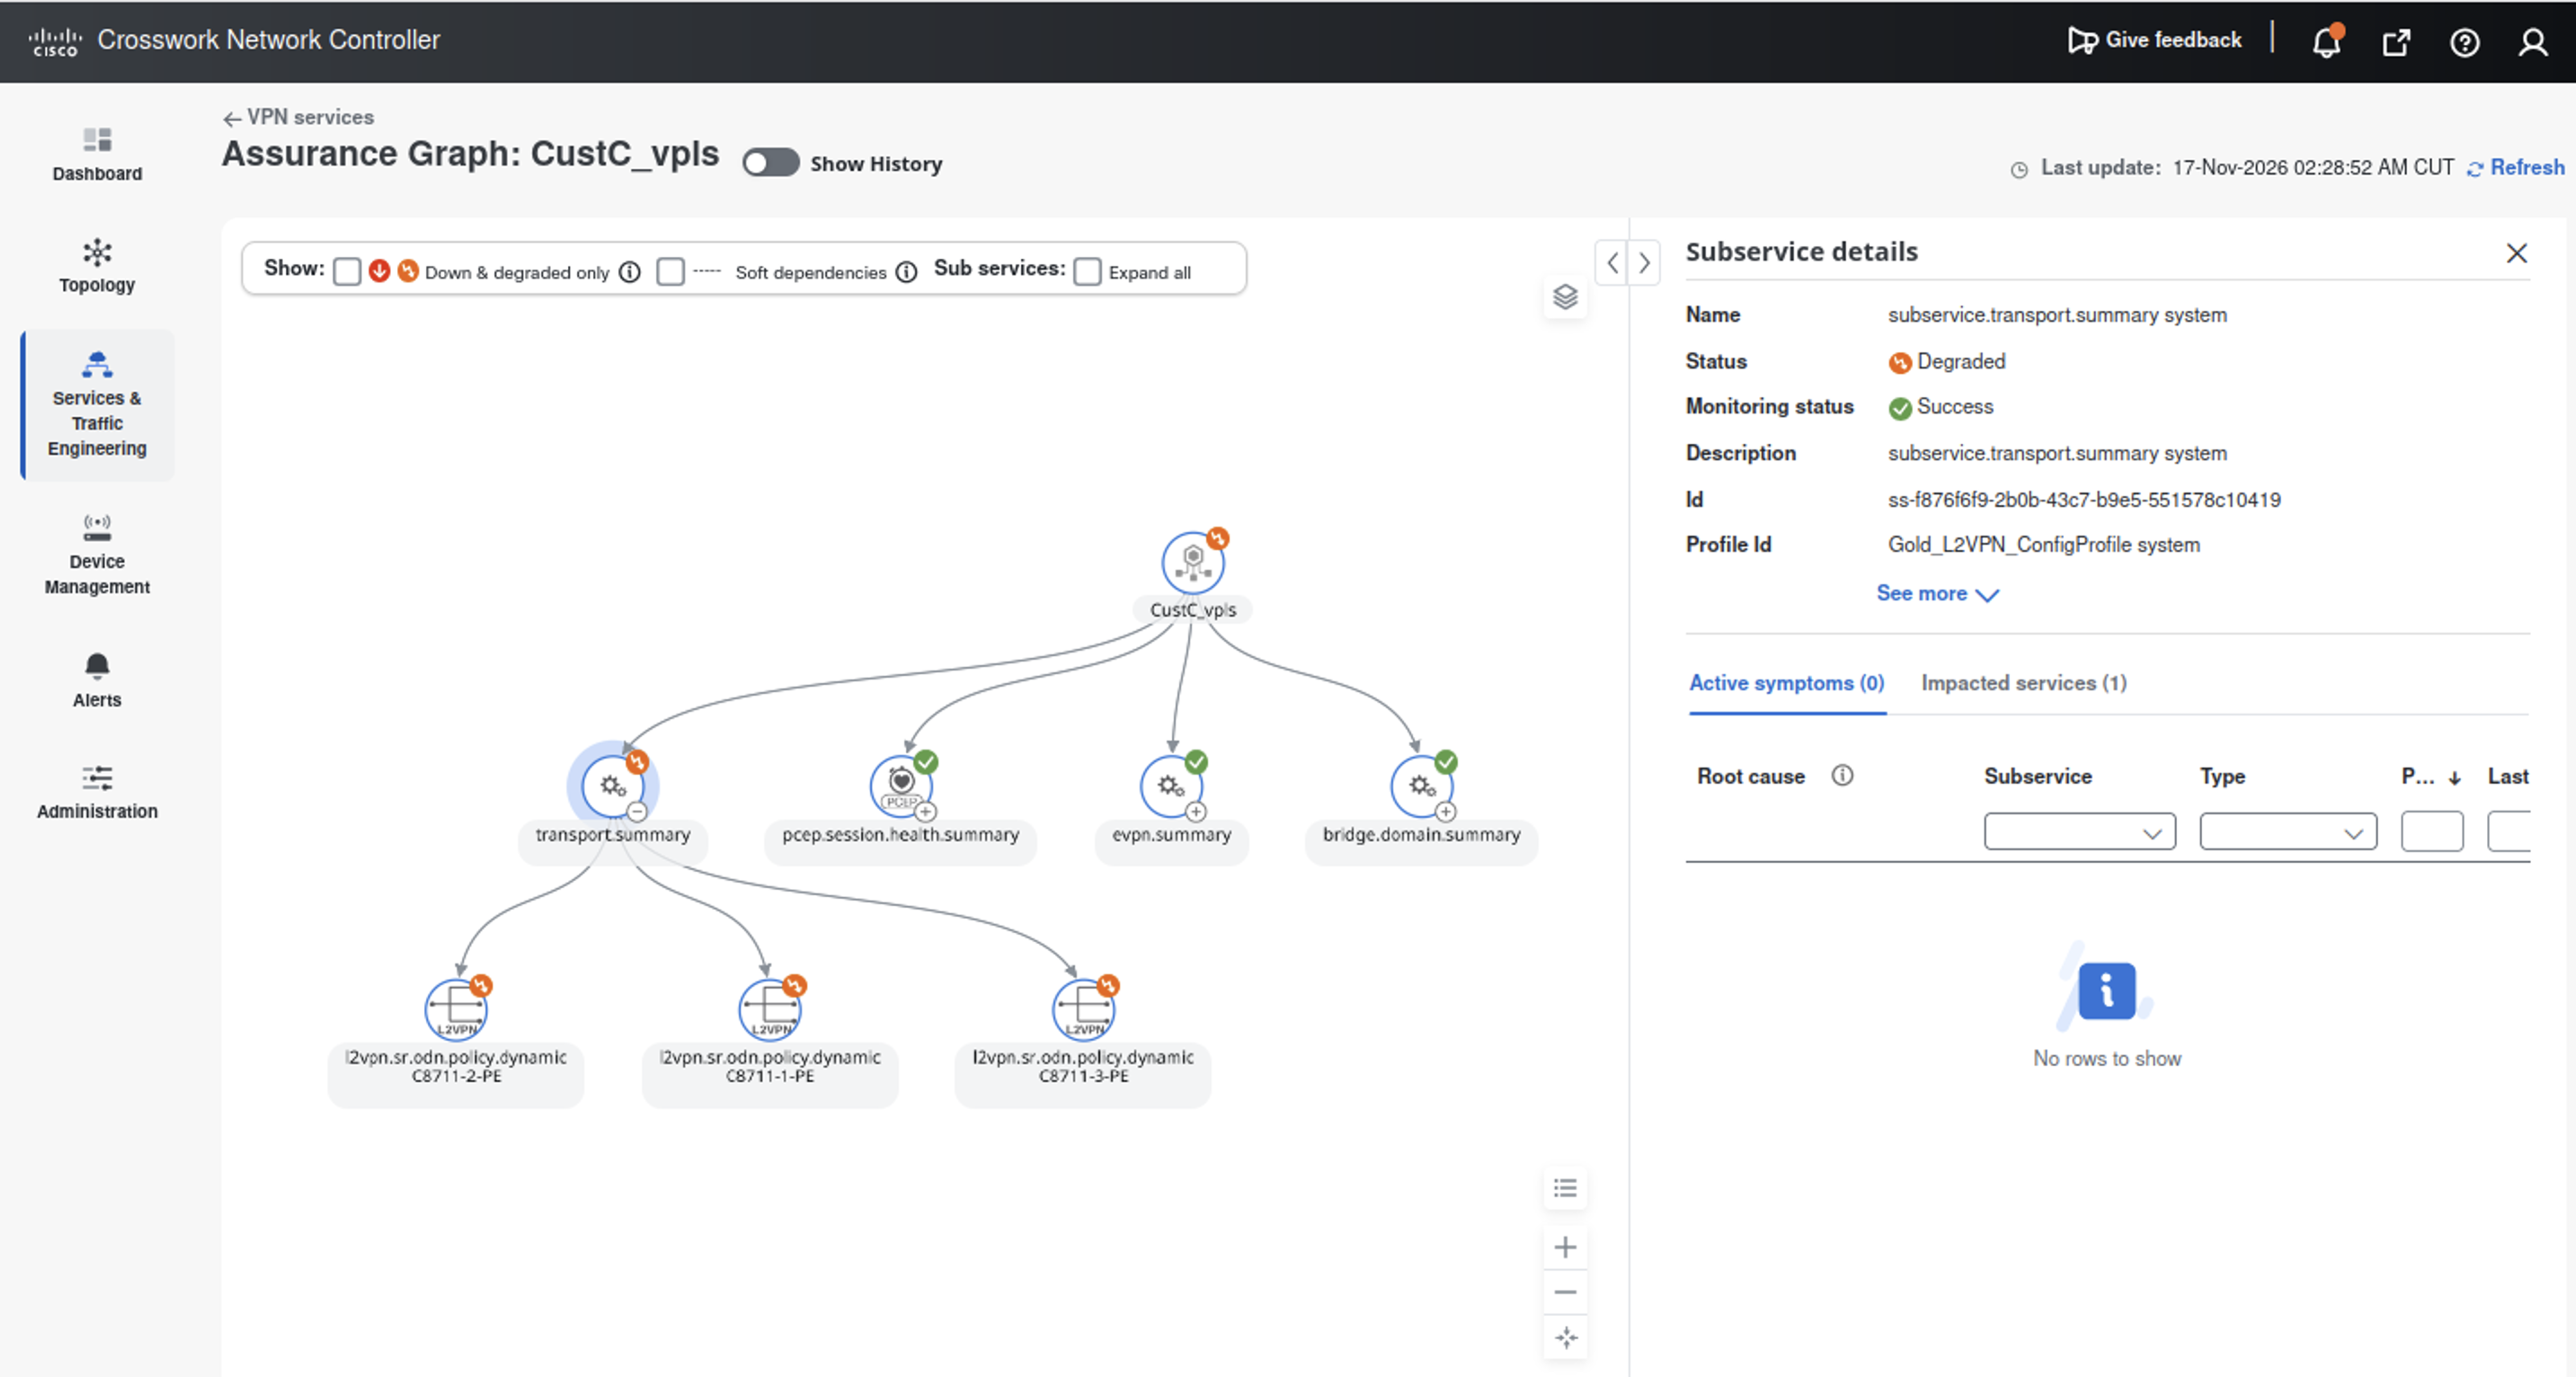 CISCO
Crosswork Network Controller
Give feedback
VPN services
Assurance Graph: CustC_vpls
Show History
Last update: 17-Nov-2026 02:28:52 AM CUT
Refresh
Dashboard
Topology
Services &
Traffic
Engineering
Device
Management
Alerts
Administration
Show:
Down & degraded only
Soft dependencies
Sub services:
Expand all
CustC_vpls
transport.summary
PCEP
pcep.session.health.summary
evpn.summary
bridge.domain.summary
L2VPN
l2vpn.sr.odn.policy.dynamic
C8711-2-PE
L2VPN
l2vpn.sr.odn.policy.dynamic
C8711-1-PE
L2VPN
l2vpn.sr.odn.policy.dynamic
C8711-3-PE
Subservice details
Name subservice.transport.summary system
Status Degraded
Monitoring status Success
Description subservice.transport.summary system
Id ss-f876f6f9-2b0b-43c7-b9e5-551578c10419
Profile Id Gold_L2VPN_ConfigProfile system
See more
Active symptoms (0) Impacted services (1)
Root cause Subservice Type P... Last
No rows to show